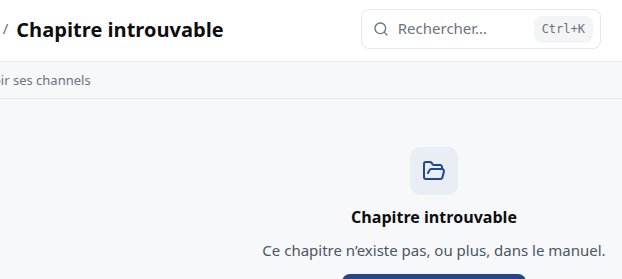 / Chapitre introuvable
Rechercher...
Ctrl+K
ir ses channels
Chapitre introuvable
Ce chapitre n’existe pas, ou plus, dans le manuel.